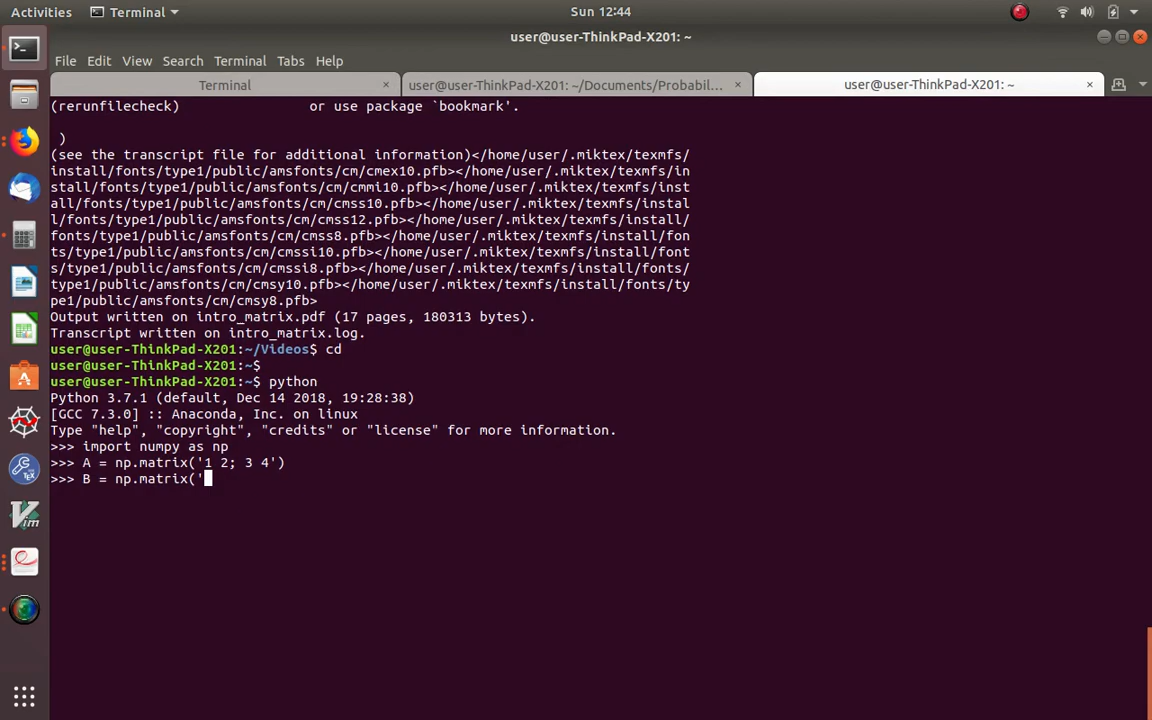 Activities
Terminal
Sun 12:44
user@user-ThinkPad-X201: ~
File Edit View Search Terminal Tabs Help
Terminal × user@user-ThinkPad-X201: ~/Documents/Probabil... × user@user-ThinkPad-X201: ~ ×
(rerunfilecheck)                or use package `bookmark'.
)
(see the transcript file for additional information)</home/user/.miktex/texmfs/
install/fonts/type1/public/amsfonts/cm/cmex10.pfb></home/user/.miktex/texmfs/in
stall/fonts/type1/public/amsfonts/cm/cmmi10.pfb></home/user/.miktex/texmfs/inst
all/fonts/type1/public/amsfonts/cm/cmss10.pfb></home/user/.miktex/texmfs/instal
l/fonts/type1/public/amsfonts/cm/cmss12.pfb></home/user/.miktex/texmfs/install/
fonts/type1/public/amsfonts/cm/cmss8.pfb></home/user/.miktex/texmfs/install/fon
ts/type1/public/amsfonts/cm/cmssi10.pfb></home/user/.miktex/texmfs/install/font
s/type1/public/amsfonts/cm/cmssi8.pfb></home/user/.miktex/texmfs/install/fonts/
type1/public/amsfonts/cm/cmsy10.pfb></home/user/.miktex/texmfs/install/fonts/ty
pe1/public/amsfonts/cm/cmsy8.pfb>
Output written on intro_matrix.pdf (17 pages, 180313 bytes).
Transcript written on intro_matrix.log.
user@user-ThinkPad-X201:~/Videos$ cd
user@user-ThinkPad-X201:~$
user@user-ThinkPad-X201:~$ python
Python 3.7.1 (default, Dec 14 2018, 19:28:38)
[GCC 7.3.0] :: Anaconda, Inc. on linux
Type "help", "copyright", "credits" or "license" for more information.
>>> import numpy as np
>>> A = np.matrix('1 2; 3 4')
>>> B = np.matrix('